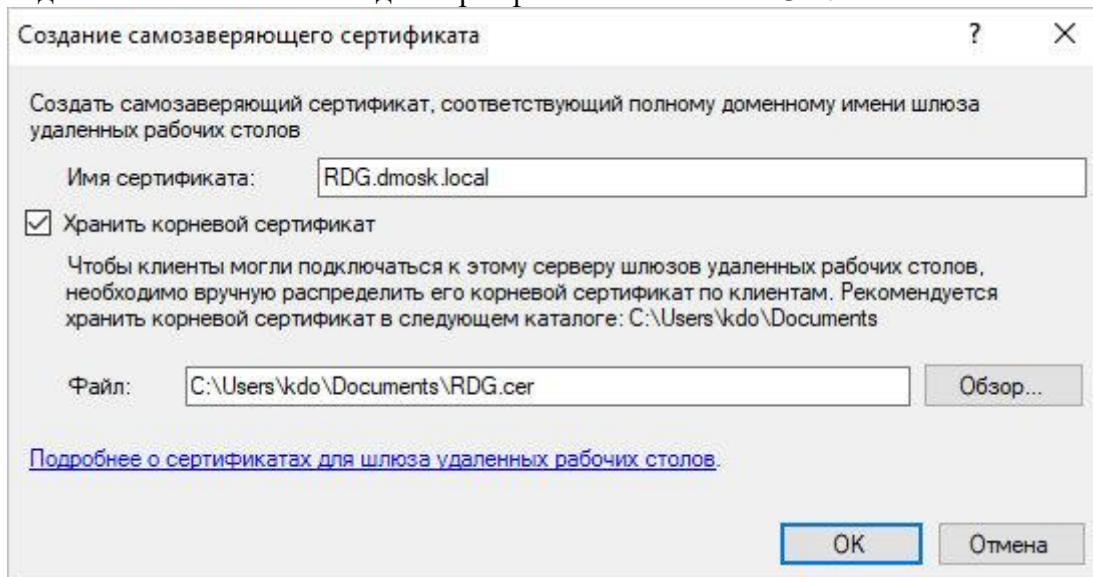 Создание самозаверяющего сертификата
Создать самозаверяющий сертификат, соответствующий полному доменному имени шлюза
удаленных рабочих столов
Имя сертификата: RDG.dmosk.local
Хранить корневой сертификат
Чтобы клиенты могли подключаться к этому серверу шлюзов удаленных рабочих столов,
необходимо вручную распределить его корневой сертификат по клиентам. Рекомендуется
хранить корневой сертификат в следующем каталоге: C:\Users\kdo\Documents
Файл: C:\Users\kdo\Documents\RDG.cer Обзор...
Подробнее о сертификатах для шлюза удаленных рабочих столов.
OK Отмена